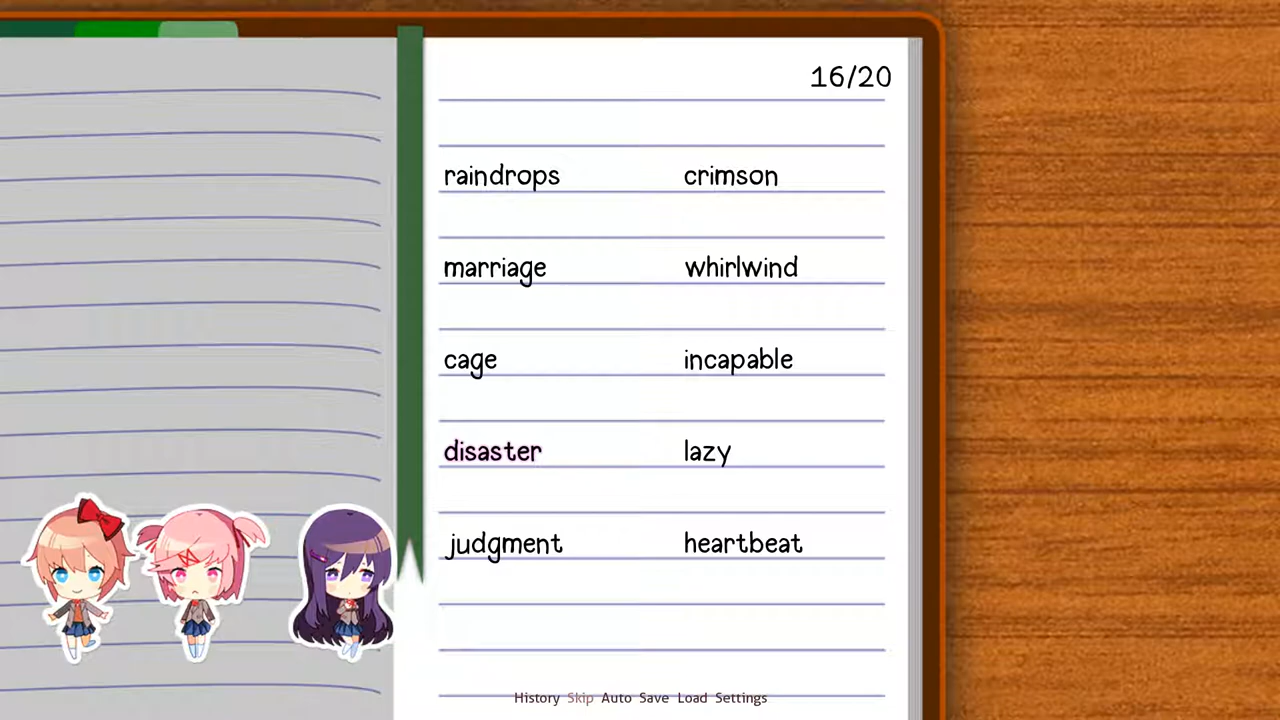 16/20
raindrops crimson
marriage whirlwind
cage incapable
disaster lazy
judgment heartbeat
History Skip Auto Save Load Settings